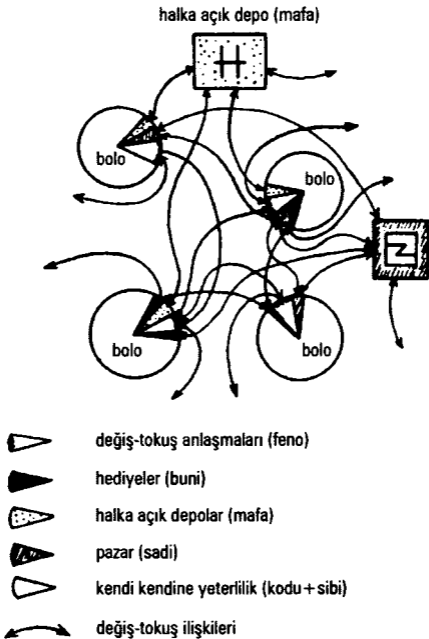 halka açık depo (mafa)
bolo
bolo
bolo
bolo
değiş-tokuş anlaşmaları (feno)
hediyeler (buni)
halka açık depolar (mafa)
pazar (sadi)
kendi kendine yeterlilik (kodu+sibi)
değiş-tokuş ilişkileri